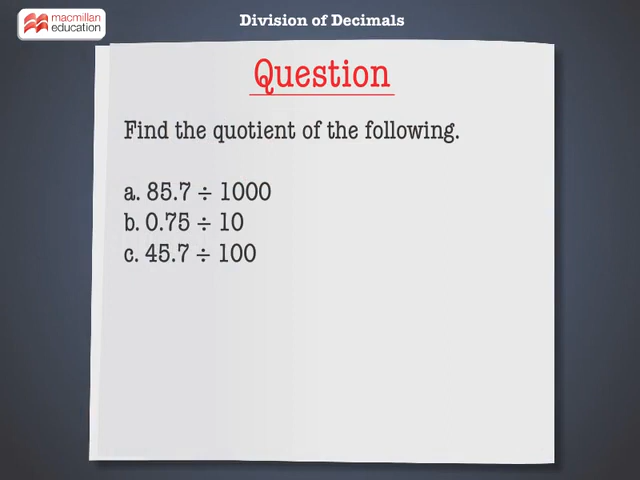 macmillan
education
Division of Decimals
Question
Find the quotient of the following.
a. 85.7 ÷ 1000
b. 0.75 ÷ 10
c. 45.7 ÷ 100